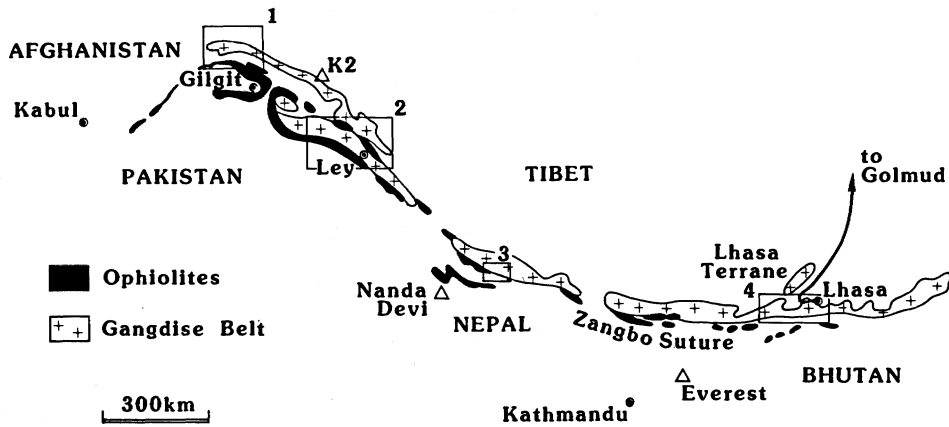 1
AFGHANISTAN
K2
Gilgit
Kabul
2
Ley
PAKISTAN
TIBET
to
Golmud
Ophiolites
Gangdise Belt
3
Nanda
Devi
NEPAL
Lhasa
Terrane
4
Lhasa
Zangbo Suture
BHUTAN
Everest
Kathmandu
300km